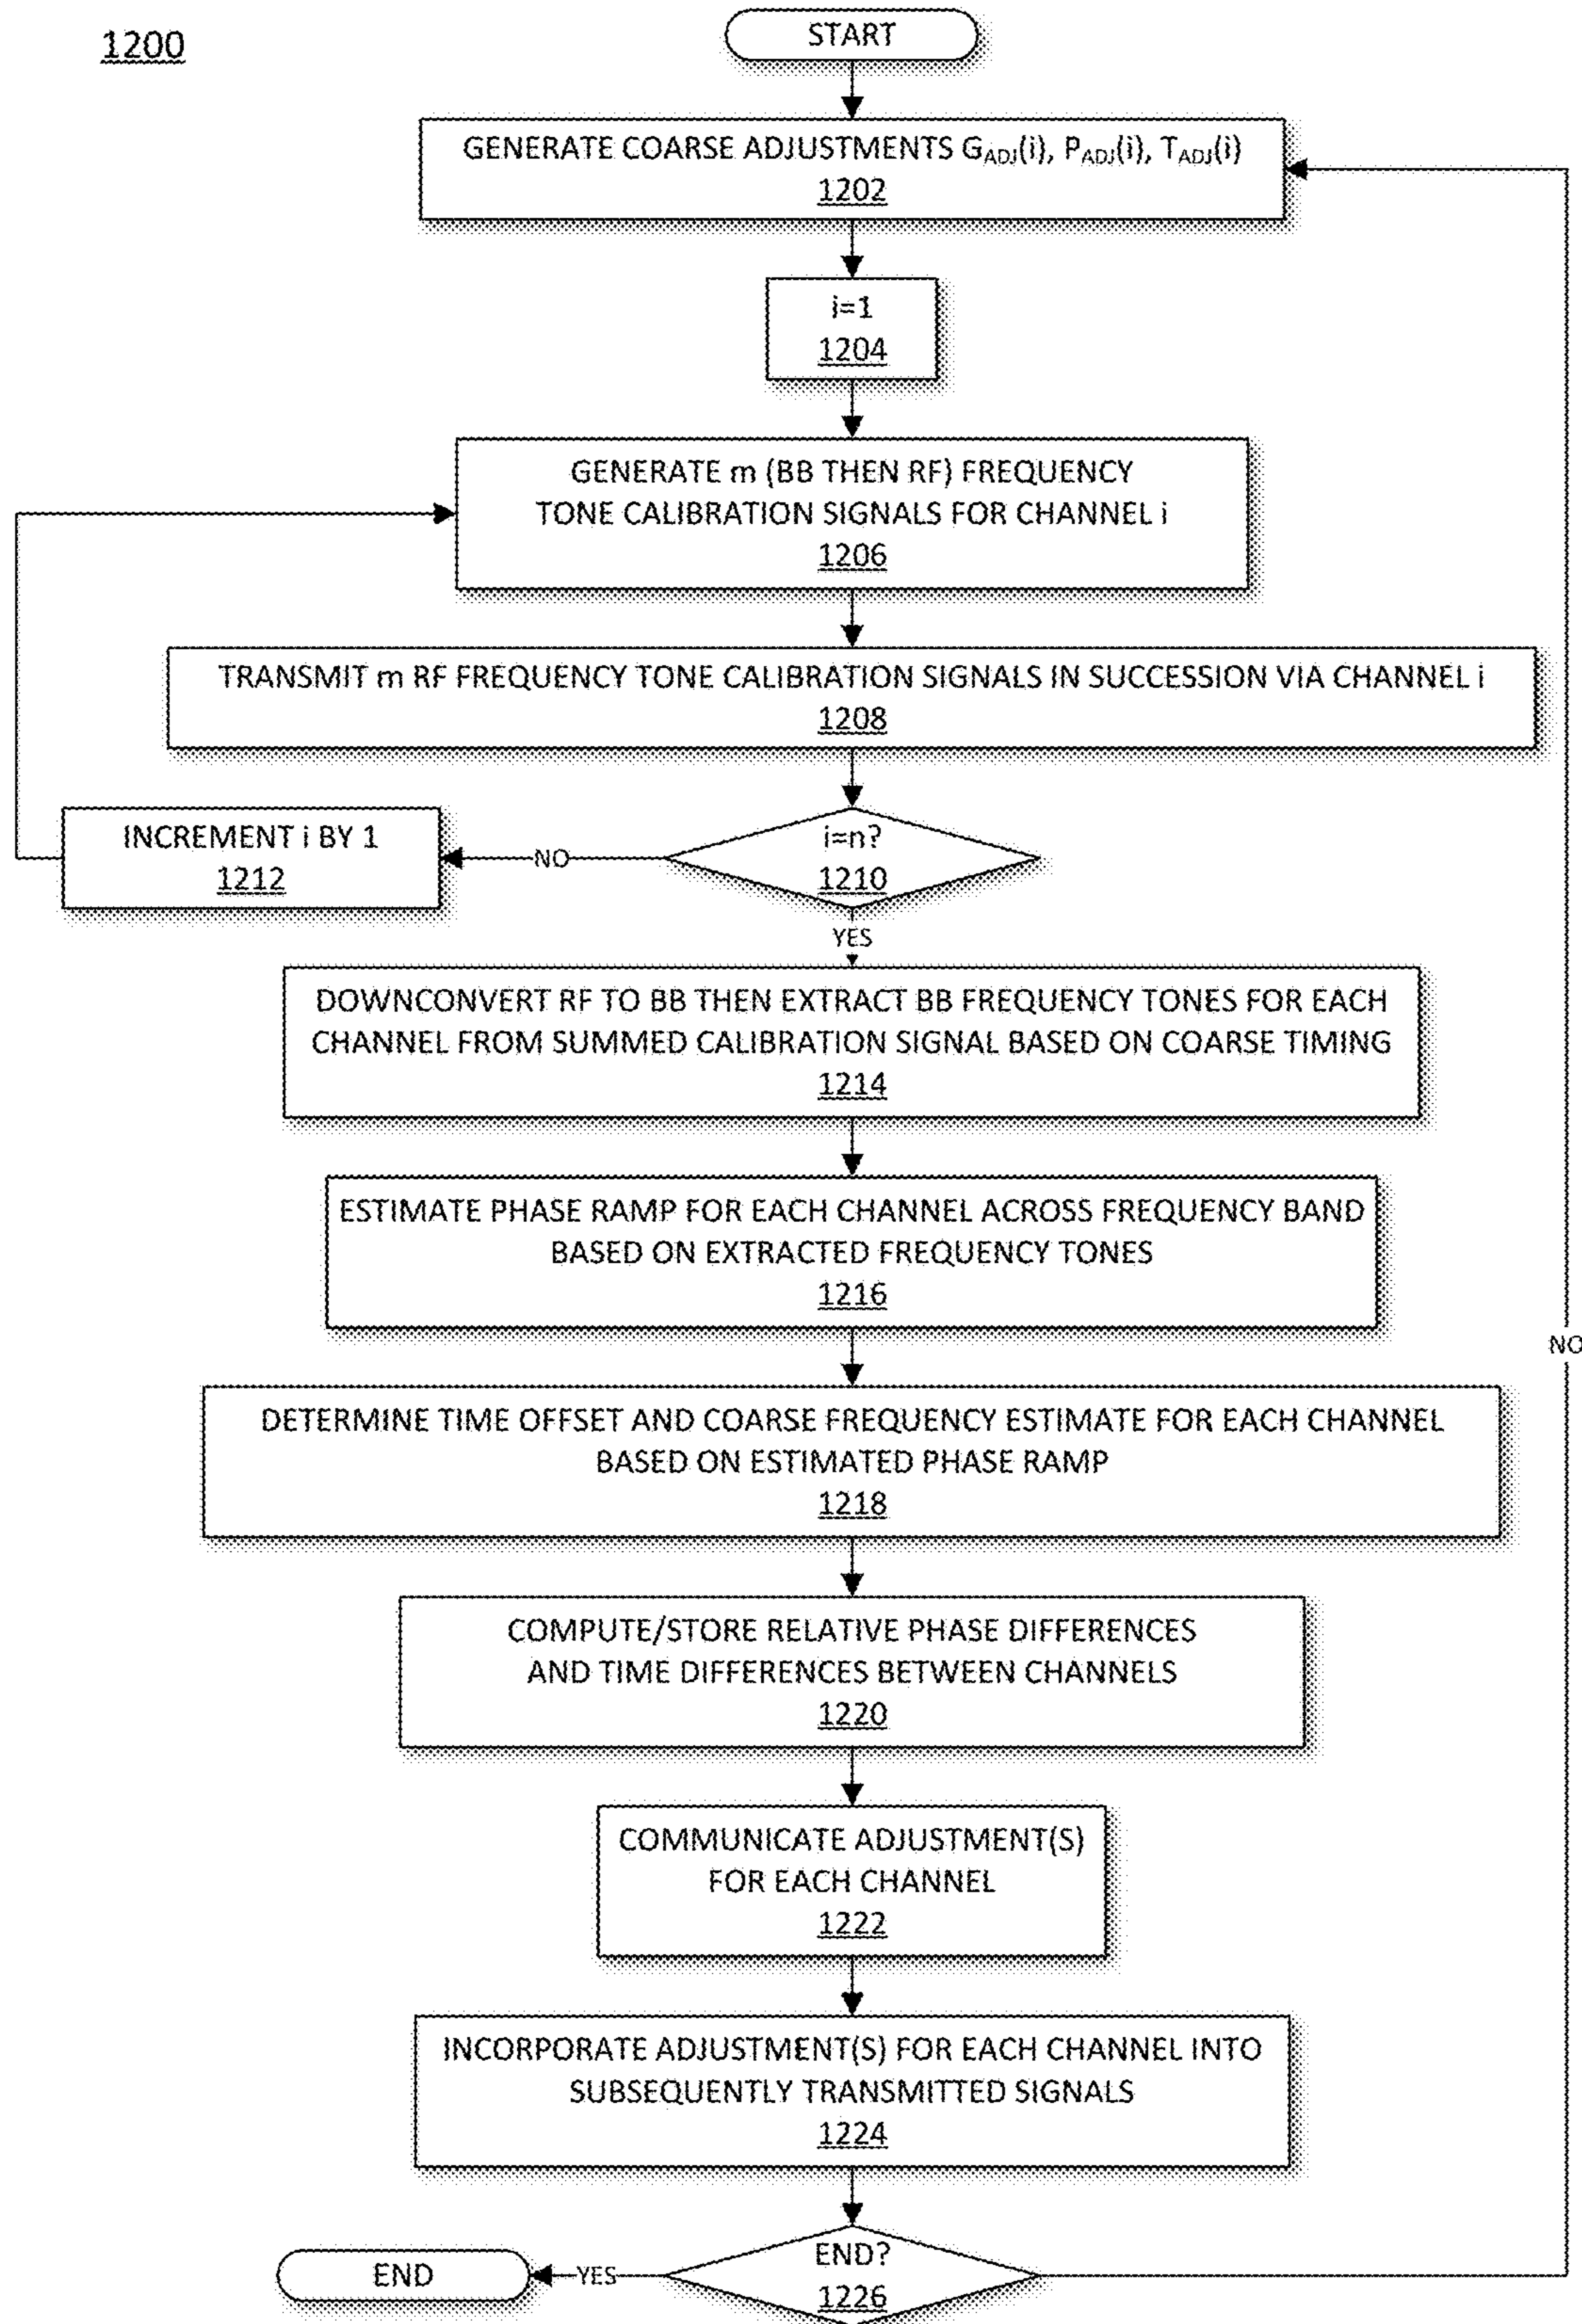 1200
START
GENERATE COARSE ADJUSTMENTS GADJ(i), PADJ(i), TADJ(i)
1202
i=1
1204
GENERATE m (BB THEN RF) FREQUENCY
TONE CALIBRATION SIGNALS FOR CHANNEL i
1206
TRANSMIT m RF FREQUENCY TONE CALIBRATION SIGNALS IN SUCCESSION VIA CHANNEL i
1208
i=n?
1210
NO
INCREMENT i BY 1
1212
YES
DOWNCONVERT RF TO BB THEN EXTRACT BB FREQUENCY TONES FOR EACH
CHANNEL FROM SUMMED CALIBRATION SIGNAL BASED ON COARSE TIMING
1214
ESTIMATE PHASE RAMP FOR EACH CHANNEL ACROSS FREQUENCY BAND
BASED ON EXTRACTED FREQUENCY TONES
1216
NO
DETERMINE TIME OFFSET AND COARSE FREQUENCY ESTIMATE FOR EACH CHANNEL
BASED ON ESTIMATED PHASE RAMP
1218
COMPUTE/STORE RELATIVE PHASE DIFFERENCES
AND TIME DIFFERENCES BETWEEN CHANNELS
1220
COMMUNICATE ADJUSTMENT(S)
FOR EACH CHANNEL
1222
INCORPORATE ADJUSTMENT(S) FOR EACH CHANNEL INTO
SUBSEQUENTLY TRANSMITTED SIGNALS
1224
END?
1226
YES
END